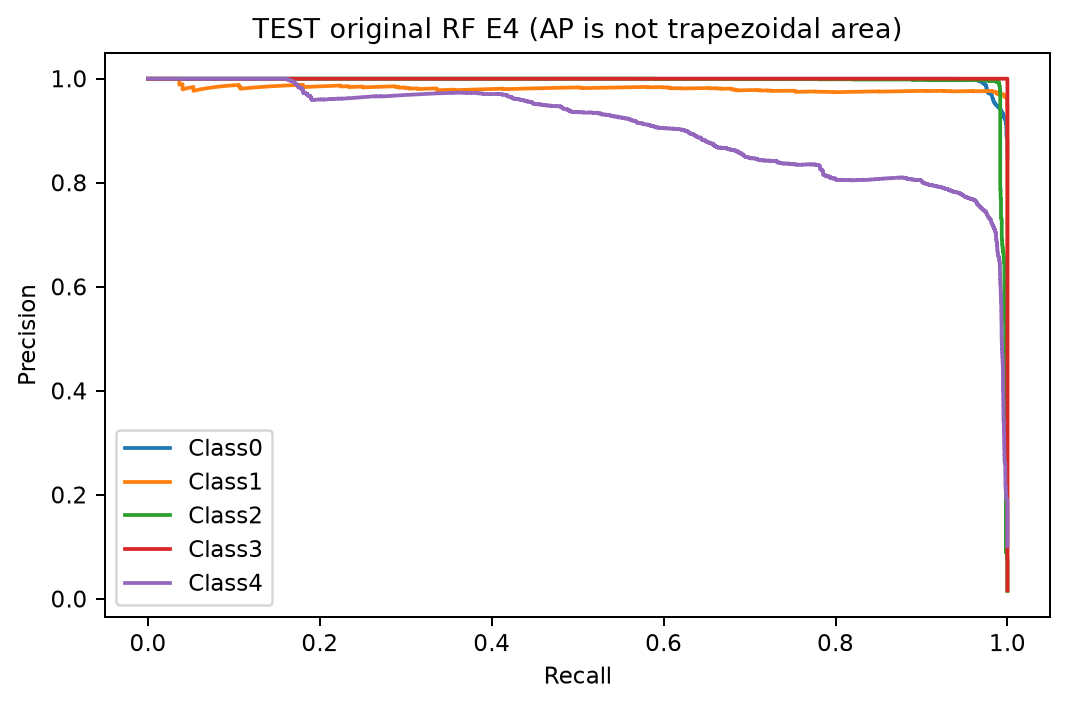 TEST original RF E4 (AP is not trapezoidal area)
1.0
0.8
0.6
0.4
0.2
0.0
Precision
Class0
Class1
Class2
Class3
Class4
0.0 0.2 0.4 0.6 0.8 1.0
Recall